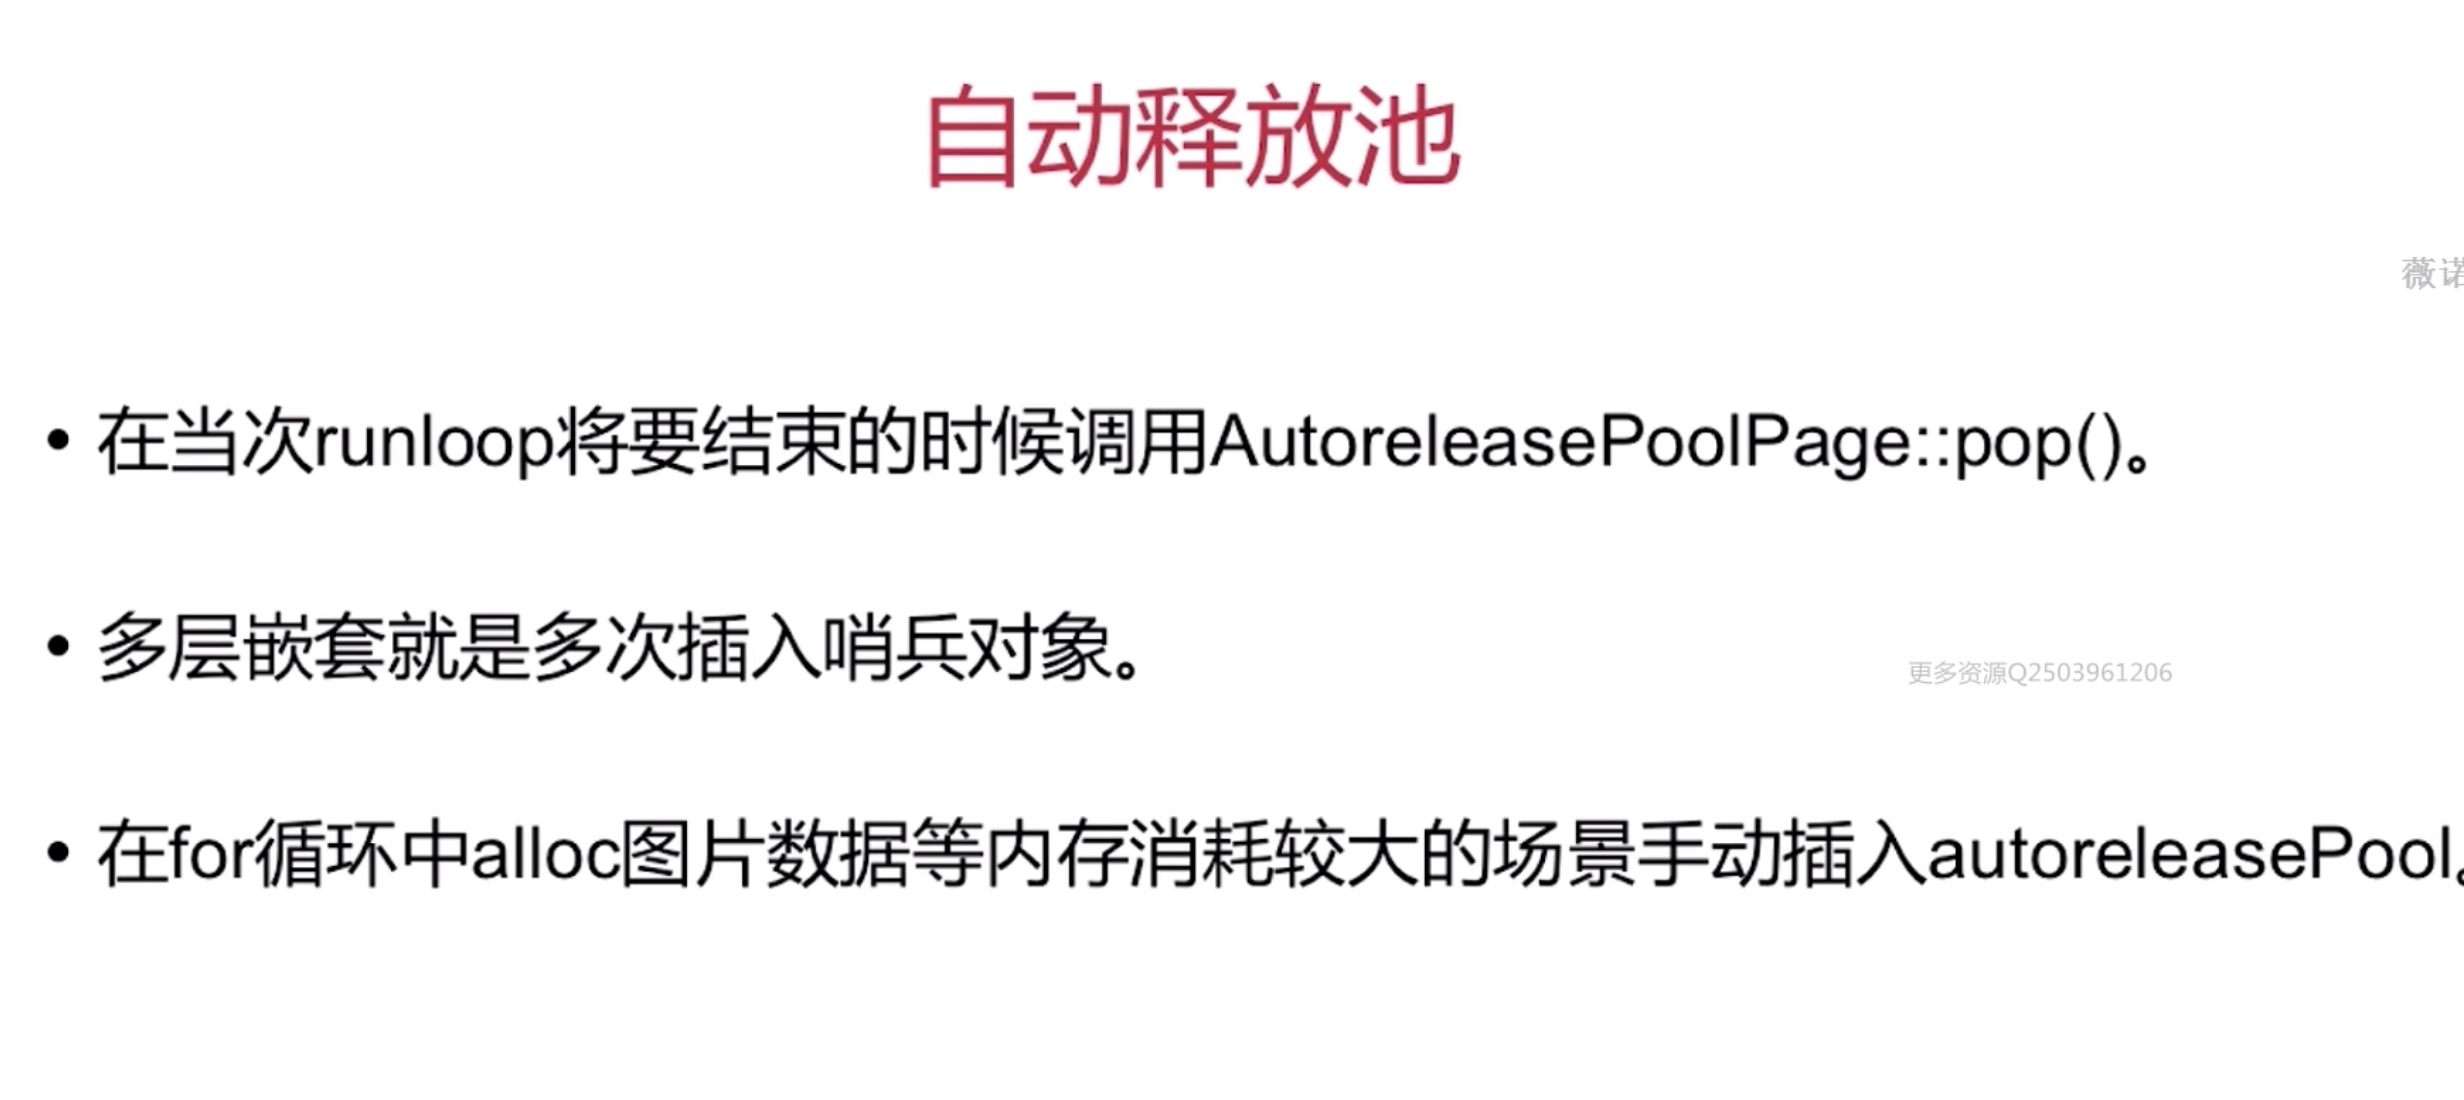 自动释放池
薇诺
• 在当次runloop将要结束的时候调用AutoreleasePoolPage::pop()。
• 多层嵌套就是多次插入哨兵对象。
更多资源Q2503961206
• 在for循环中alloc图片数据等内存消耗较大的场景手动插入autoreleasePool。